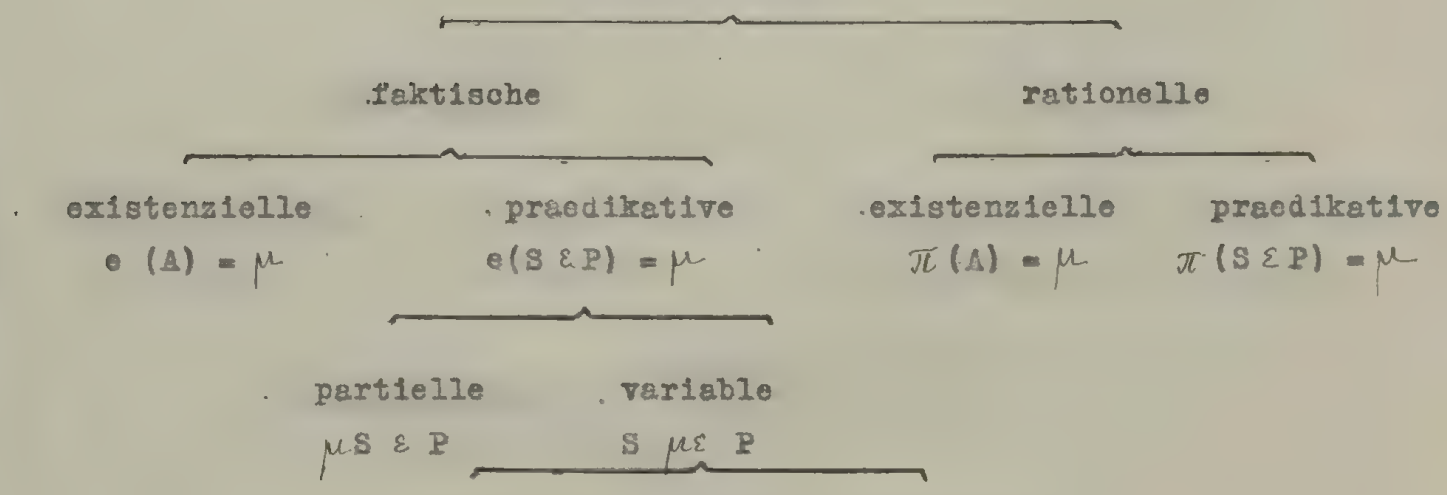 faktische rationelle
existenzielle praedikative existenzielle praedikative
e (A) = μ e(S ε P) = μ π (A) = μ π (S ε P) = μ
partielle variable
μS ε P S με P